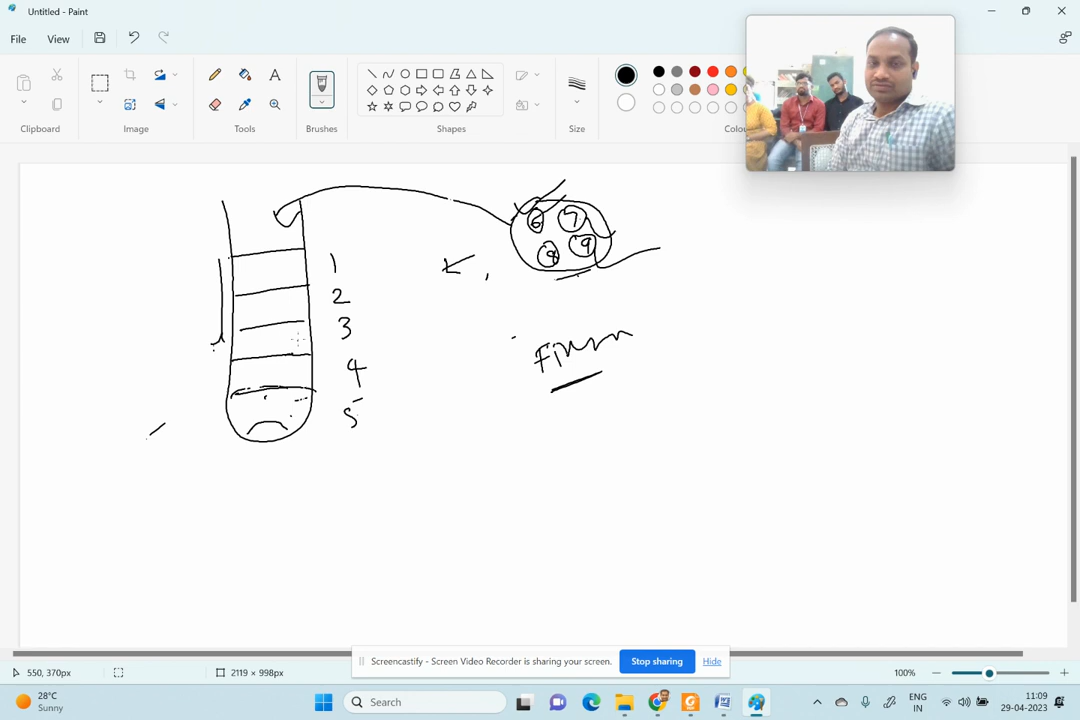 Untitled - Paint
File View
Clipboard Image Tools Brushes Shapes Size Colou
6 7
8 9
1
2
3
4
5
Screencastify - Screen Video Recorder is sharing your screen. Stop sharing Hide
550, 370px 2119 × 998px 100%
28°C
Sunny
Search
ENG
IN
11:09
29-04-2023